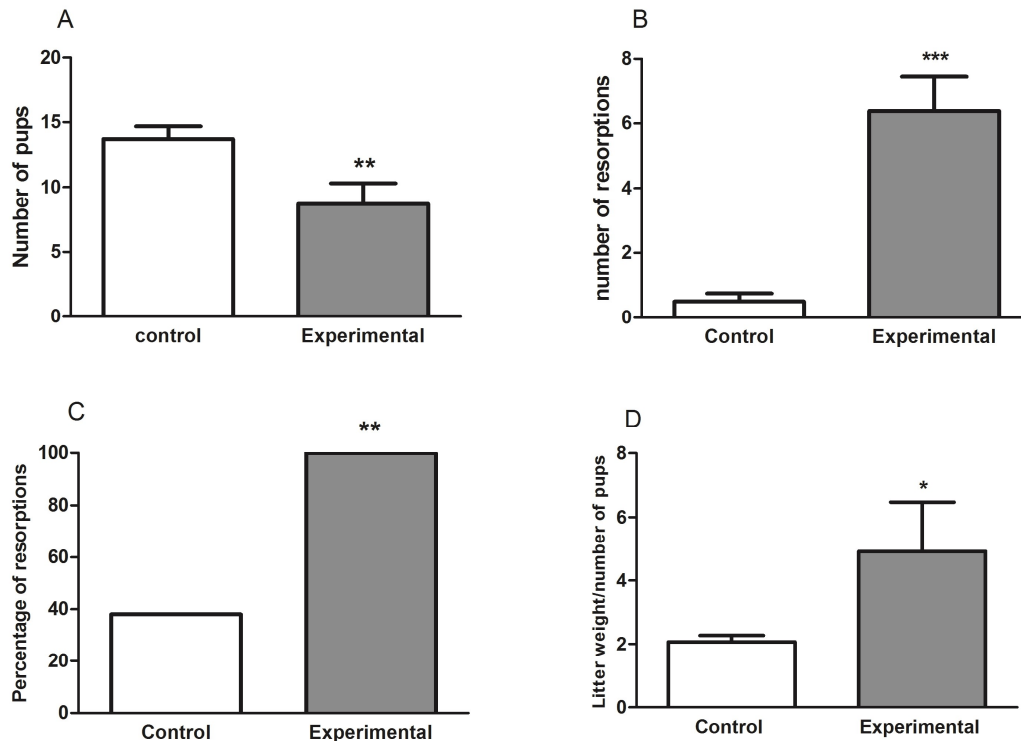 A
Number of pups
20
15
10
5
0
**
control
Experimental
B
number of resorptions
8
6
4
2
0
***
Control
Experimental
C
Percentage of resorptions
100
80
60
40
20
0
**
Control
Experimental
D
Litter weight/number of pups
8
6
4
2
0
*
Control
Experimental